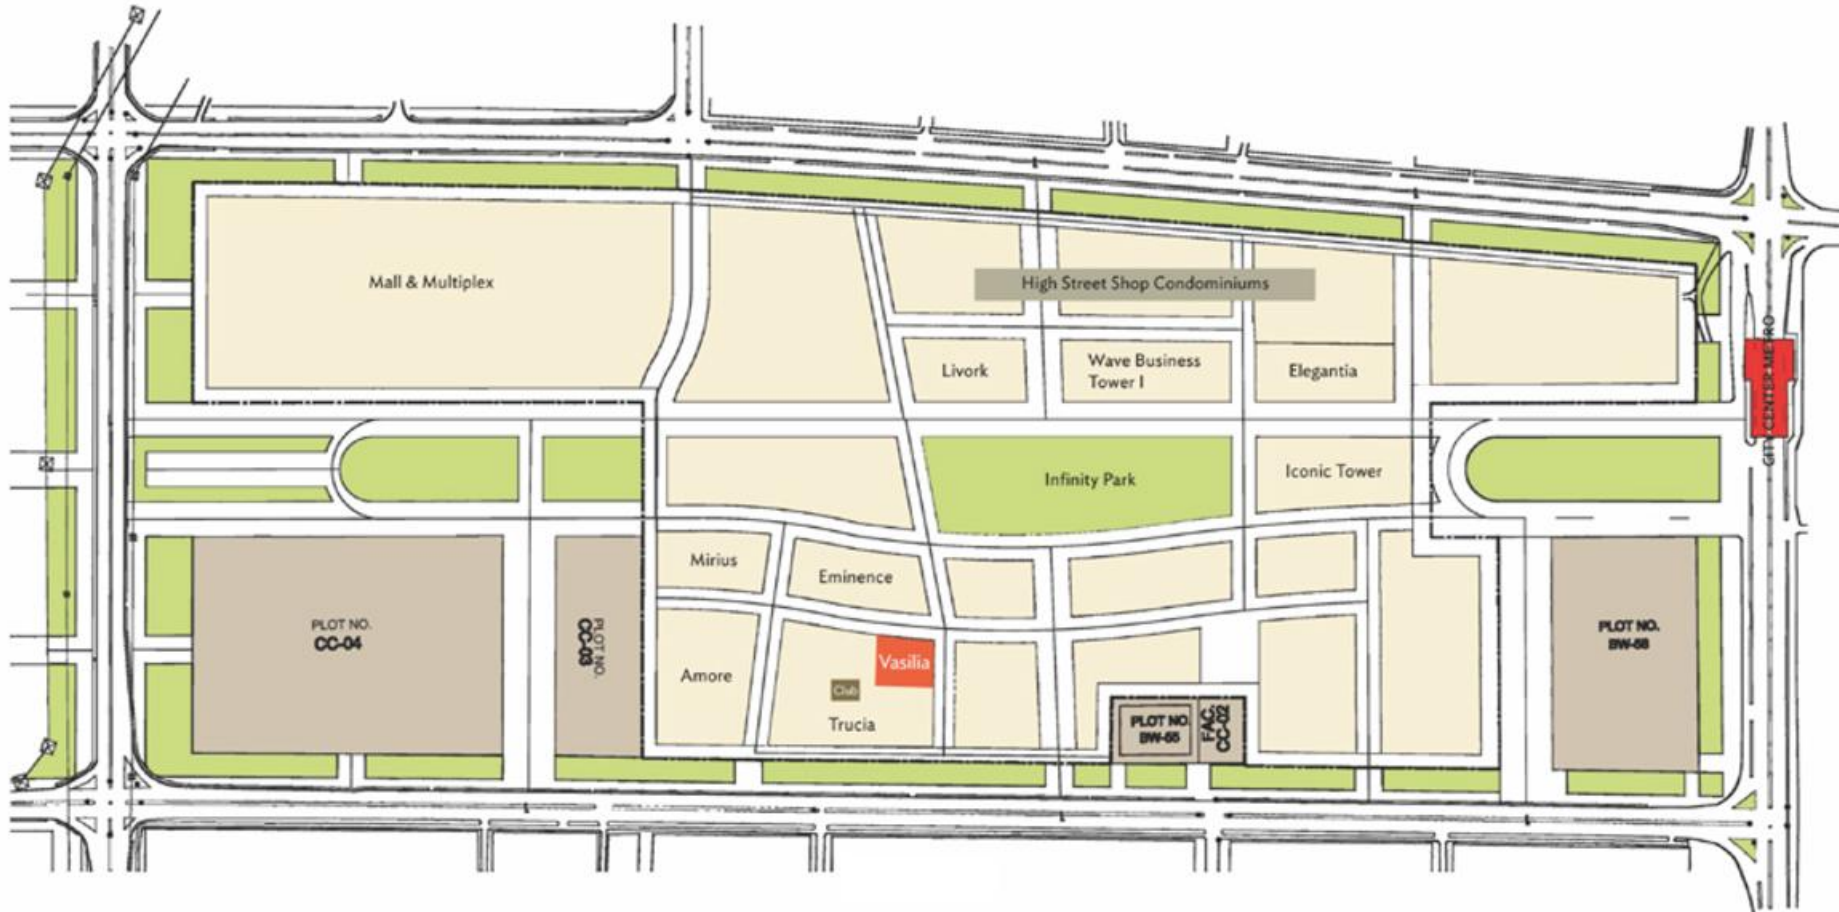 Mall & Multiplex
High Street Shop Condominiums
Livork
Wave Business
Tower I
Elegantia
CITY CENTER METRO
Infinity Park
Iconic Tower
Mirius
Eminence
PLOT NO.
CC-04
PLOT NO.
CC-03
PLOT NO.
BW-58
Vasilia
Amore
Club
Trucia
PLOT NO.
BW-55
FAC.
CC-02